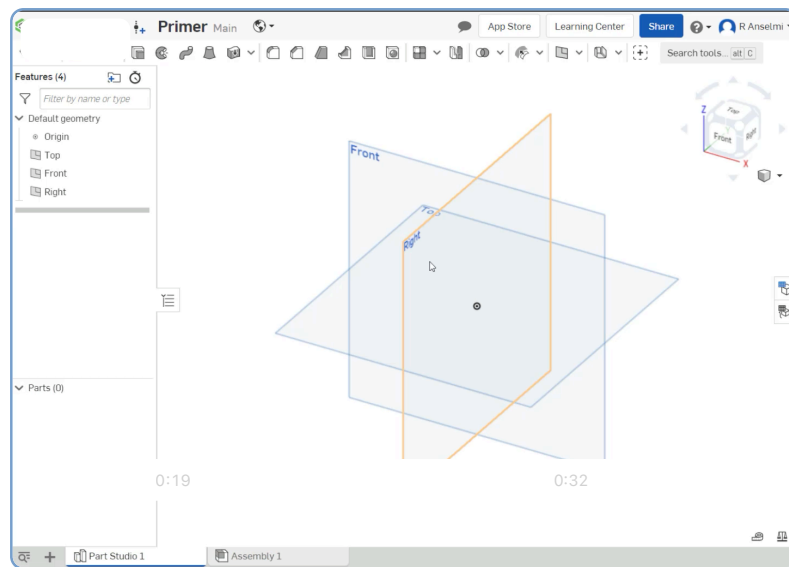 Primer Main
App Store
Learning Center
Share
R Anselmi
Search tools... alt C
Features (4)
Filter by name or type
Default geometry
Origin
Top
Front
Right
Front
Top
Right
Z
Top
Front
Right
X
Parts (0)
0:19
0:32
Part Studio 1
Assembly 1